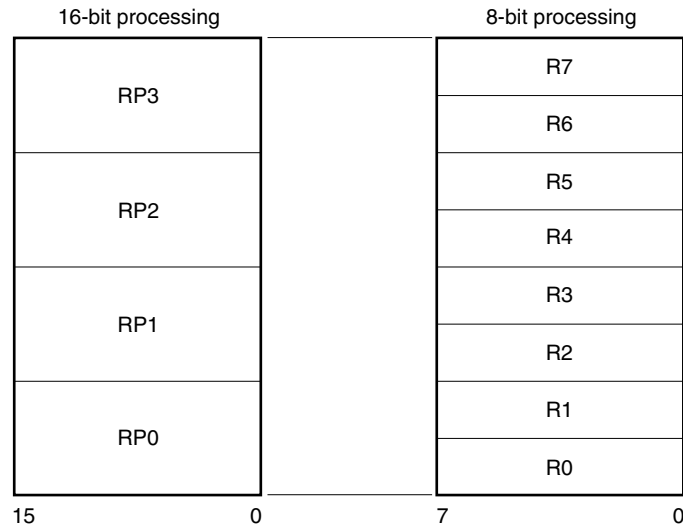 16-bit processing
8-bit processing
RP3
RP2
RP1
RP0
15 0
R7
R6
R5
R4
R3
R2
R1
R0
7 0